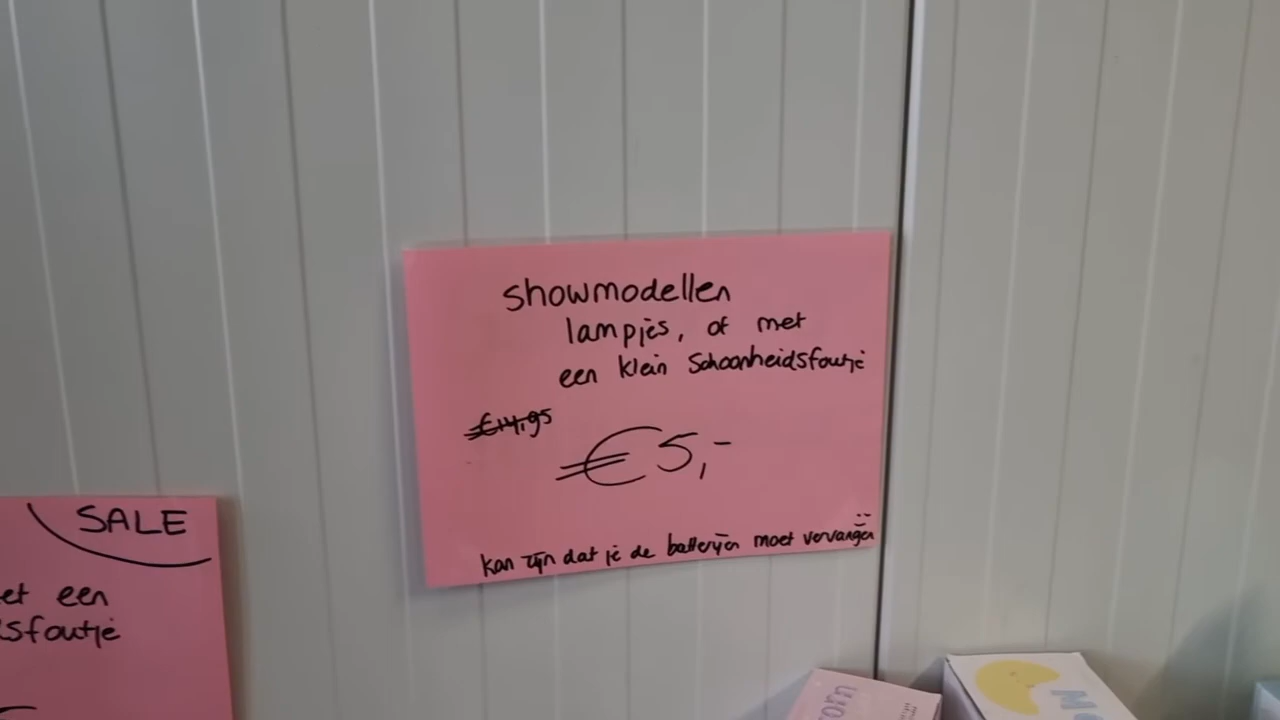 showmodellen
lampjes, of met
een klein schoonheidsfoutje
€14,95
€5,-
kan zijn dat je de batterijen moet vervangen
SALE
et een
sfoutje